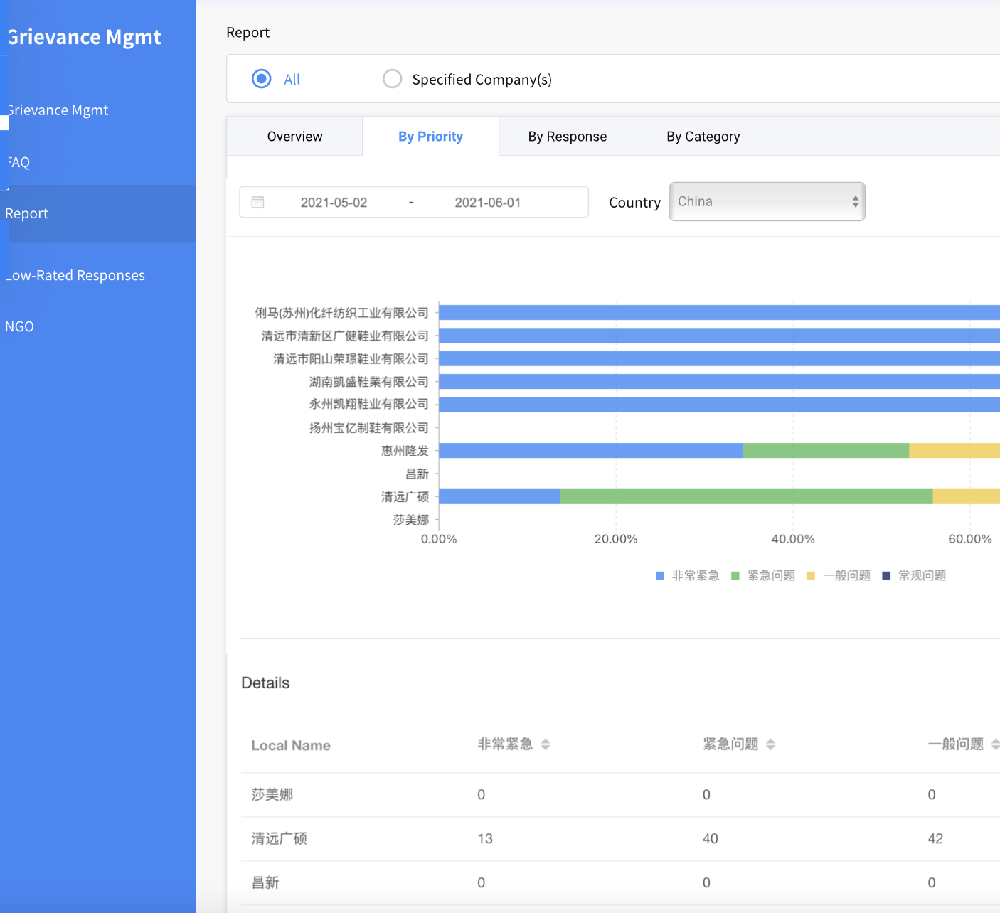 Grievance Mgmt
Grievance Mgmt
FAQ
Report
Low-Rated Responses
NGO
Report
All
Specified Company(s)
Overview
By Priority
By Response
By Category
2021-05-02 - 2021-06-01
Country
China
俐马(苏州)化纤纺织工业有限公司
清远市清新区广健鞋业有限公司
清远市阳山荣璟鞋业有限公司
湖南凱盛鞋業有限公司
永州凯翔鞋业有限公司
扬州宝亿制鞋有限公司
惠州隆发
昌新
清远广硕
莎美娜
0.00% 20.00% 40.00% 60.00%
非常紧急 紧急问题 一般问题 常规问题
Details
Local Name 非常紧急 紧急问题 一般问题
莎美娜 0 0 0
清远广硕 13 40 42
昌新 0 0 0